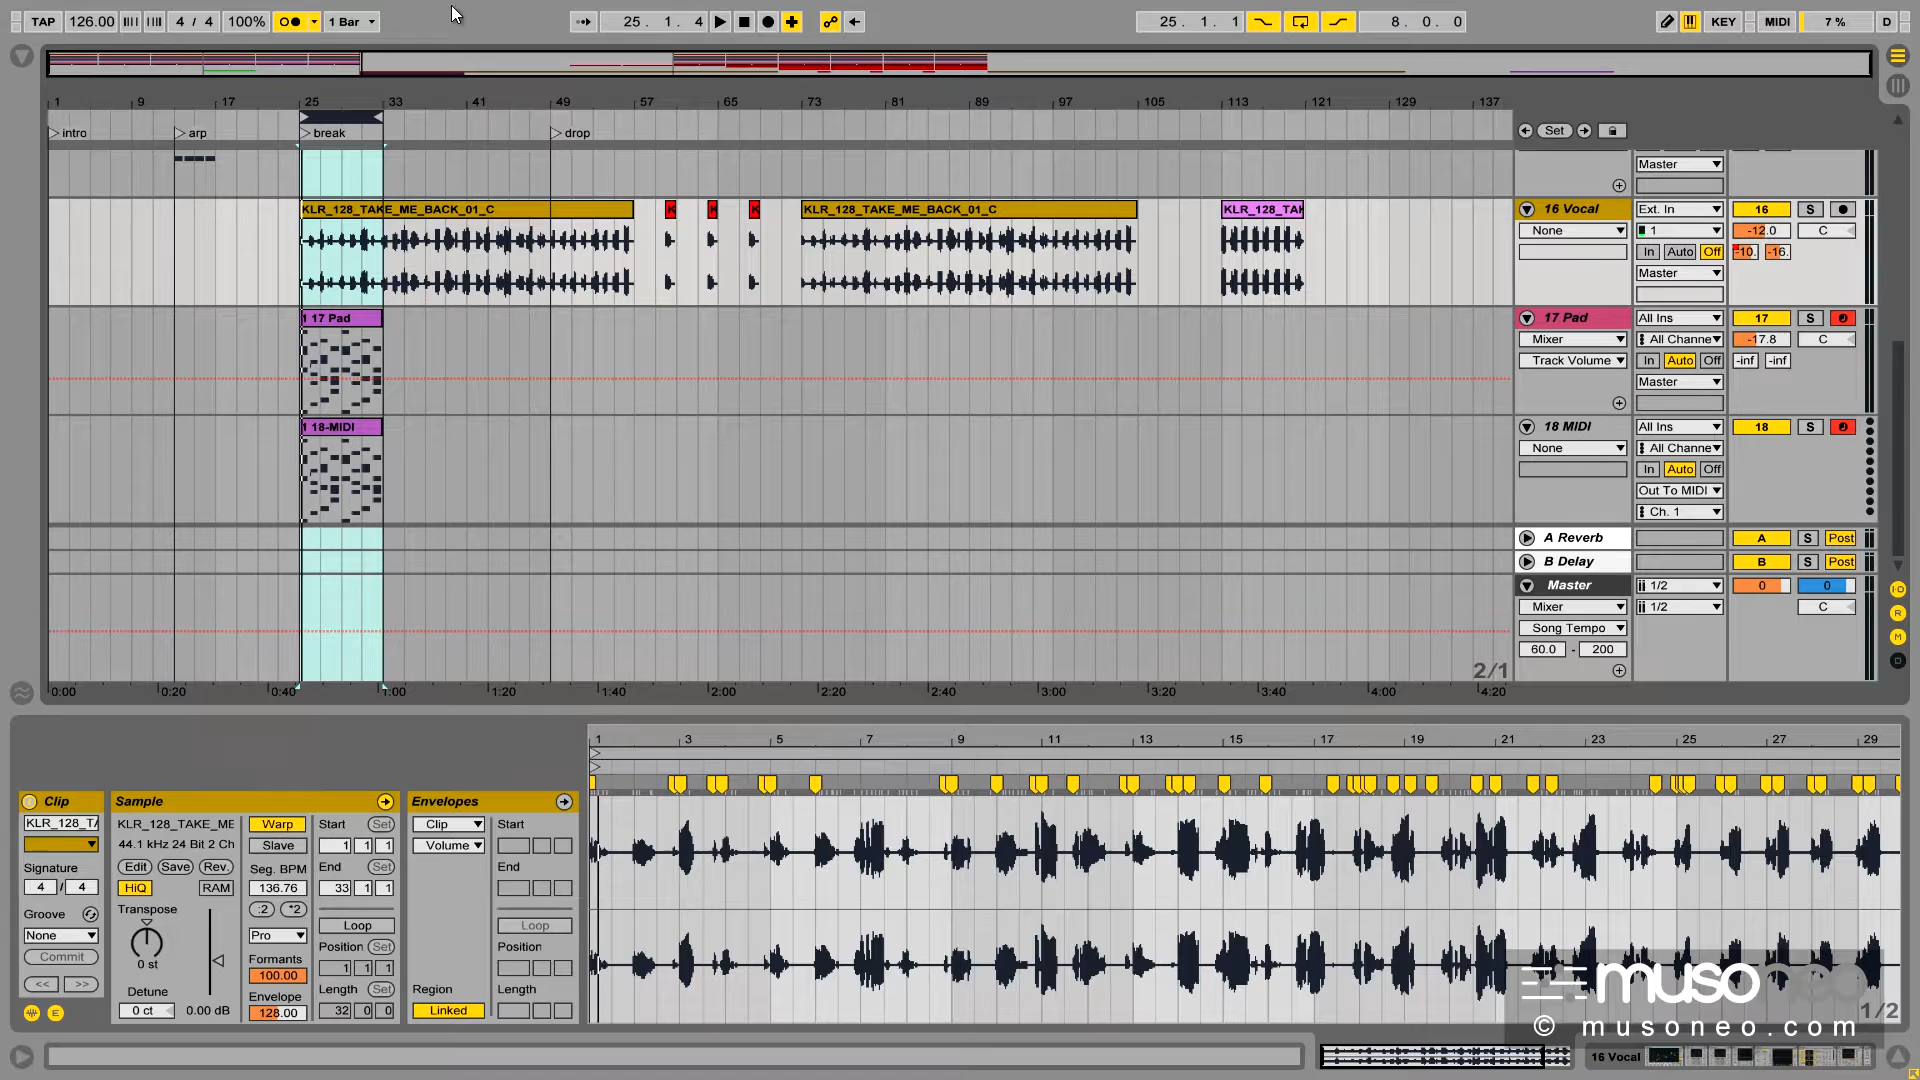 TAP 126.00 4 / 4 100% 1 Bar 25. 1. 4 25. 1. 1 8. 0. 0 KEY MIDI 7 % D
1 9 17 25 33 41 49 57 65 73 81 89 97 105 113 121 129 137
intro arp break drop Set
Master
KLR_128_TAKE_ME_BACK_01_C K K K KLR_128_TAKE_ME_BACK_01_C KLR_128_TAK 16 Vocal Ext. In 16 S
None 1 -12.0 C
In Auto Off -10. -16.
Master
1 17 Pad 17 Pad All Ins 17 S
Mixer All Channe -17.8 C
Track Volume In Auto Off -inf -inf
Master
1 18-MIDI 18 MIDI All Ins 18 S
None All Channe
In Auto Off
Out To MIDI
Ch. 1
A Reverb A S Post
B Delay B S Post
Master 1/2 0 0
Mixer 1/2 C
Song Tempo
60.0 - 200
2/1
0:00 0:20 0:40 1:00 1:20 1:40 2:00 2:20 2:40 3:00 3:20 3:40 4:00 4:20
I·O
R
M
D
1 3 5 7 9 11 13 15 17 19 21 23 25 27 29
Clip Sample Envelopes
KLR_128_TA KLR_128_TAKE_ME Warp Start Set Clip Start
44.1 kHz 24 Bit 2 Ch Slave 1 1 1 Volume
Signature Edit Save Rev. Seg. BPM End Set End
4 / 4 HiQ RAM 136.76 33 1 1
Groove Transpose :2 *2
None Pro Loop Loop
Commit 0 st Formants Position Set Position
100.00 1 1 1
<< >> Detune Envelope Length Set Region Length
E 0 ct 0.00 dB 128.00 32 0 0 Linked
musoneo
1/2
© musoneo.com
16 Vocal